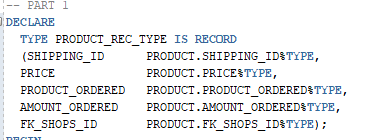 -- PART 1
DECLARE
TYPE PRODUCT_REC_TYPE IS RECORD
(SHIPPING_ID PRODUCT.SHIPPING_ID%TYPE,
PRICE PRODUCT.PRICE%TYPE,
PRODUCT_ORDERED PRODUCT.PRODUCT_ORDERED%TYPE,
AMOUNT_ORDERED PRODUCT.AMOUNT_ORDERED%TYPE,
FK_SHOPS_ID PRODUCT.FK_SHOPS_ID%TYPE);
BEGIN